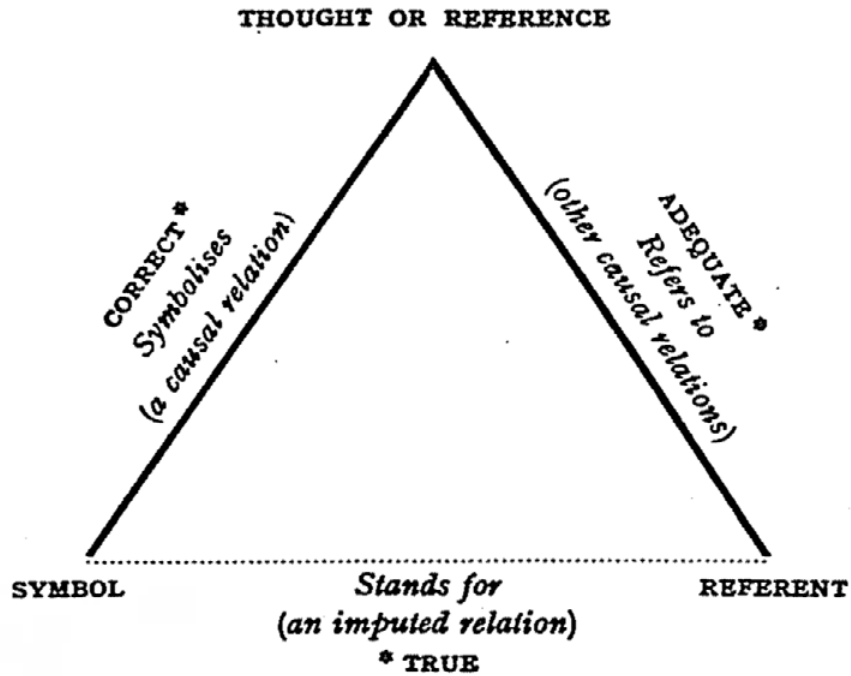 THOUGHT OR REFERENCE
CORRECT*
Symbolises
(a causal relation)
ADEQUATE*
Refers to
(other causal relations)
SYMBOL
Stands for
REFERENT
(an imputed relation)
* TRUE